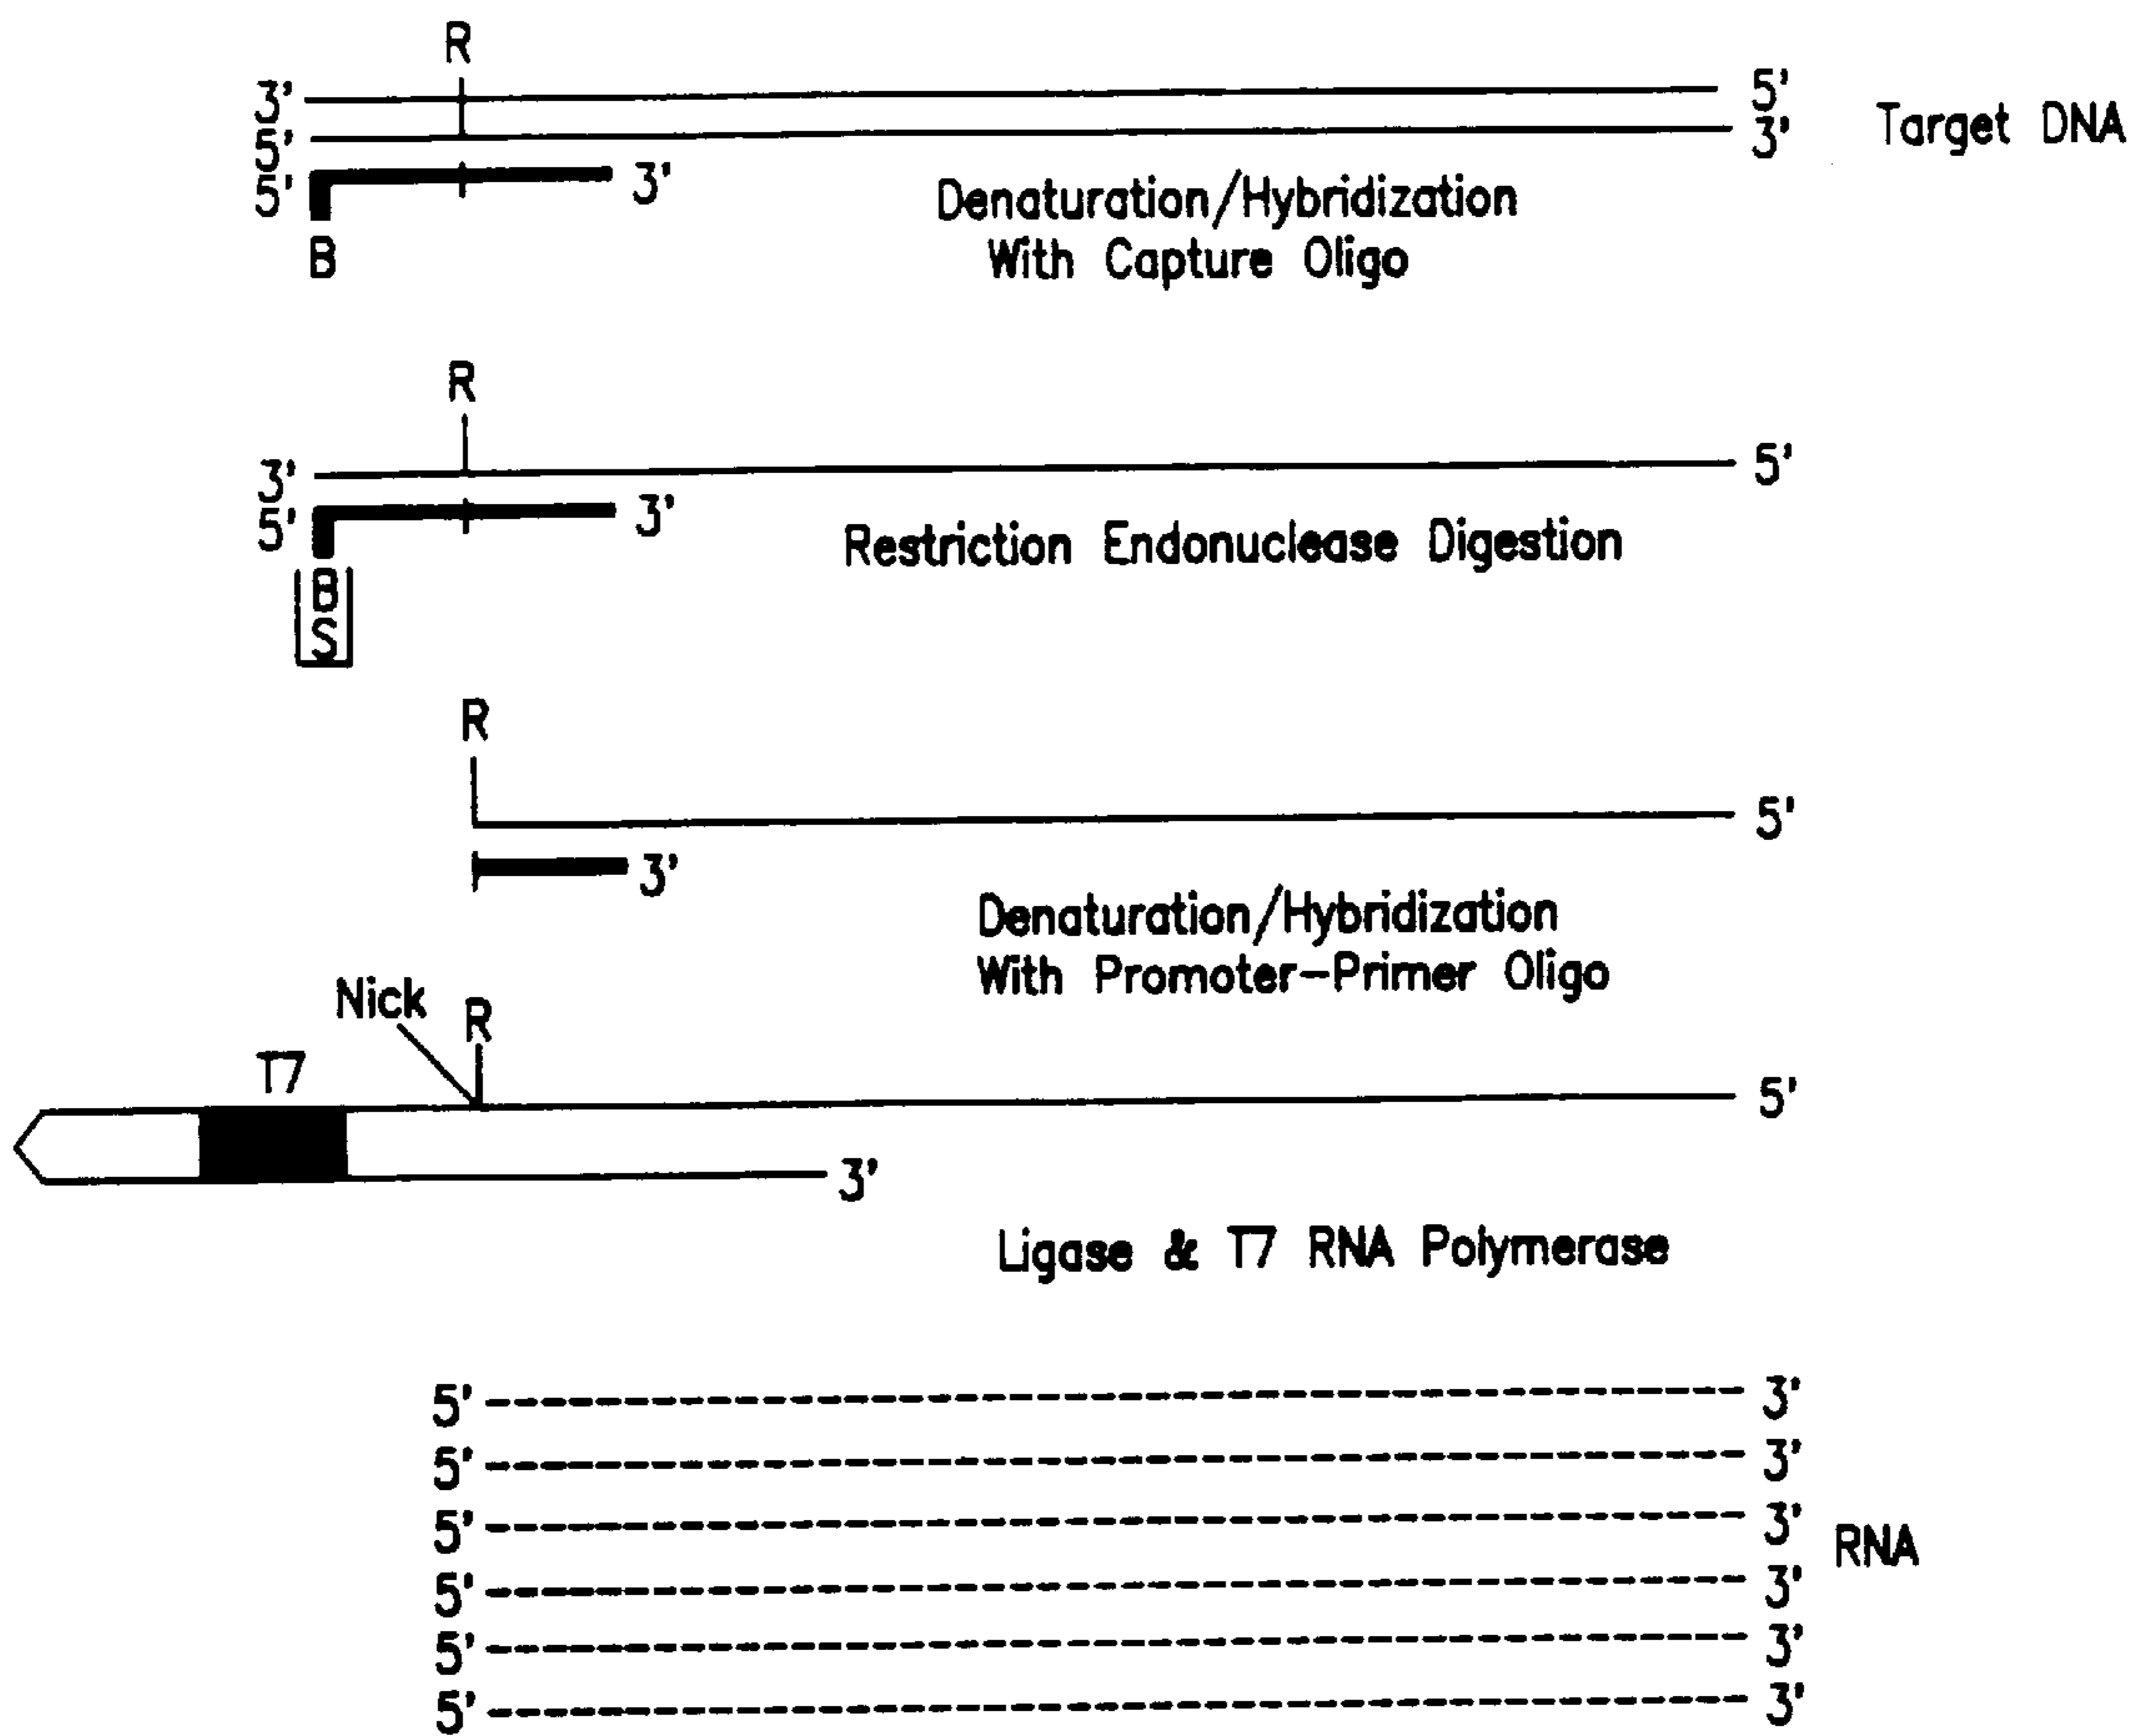 R
3' 5'
5' 3' Target DNA
5' 3'
B
Denaturation/Hybridization
With Capture Oligo
R
3' 5'
5' 3'
Restriction Endonuclease Digestion
B
S
R
5'
3'
Denaturation/Hybridization
With Promoter-Primer Oligo
Nick R
T7 5'
3'
Ligase & T7 RNA Polymerase
5' 3'
5' 3'
5' 3'
RNA
5' 3'
5' 3'
5' 3'